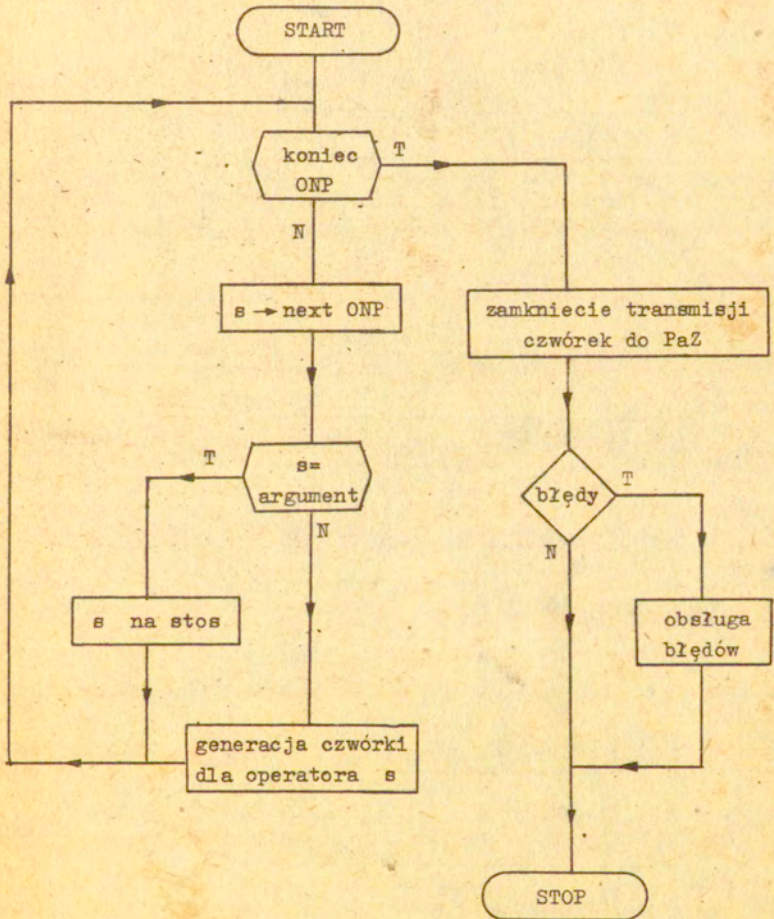 START
koniec
ONP
T
N
s → next ONP
zamkniecie transmisji
czwórek do PaZ
s=
argument
T
N
błędy
T
N
s na stos
obsługa
błędów
generacja czwórki
dla operatora s
STOP